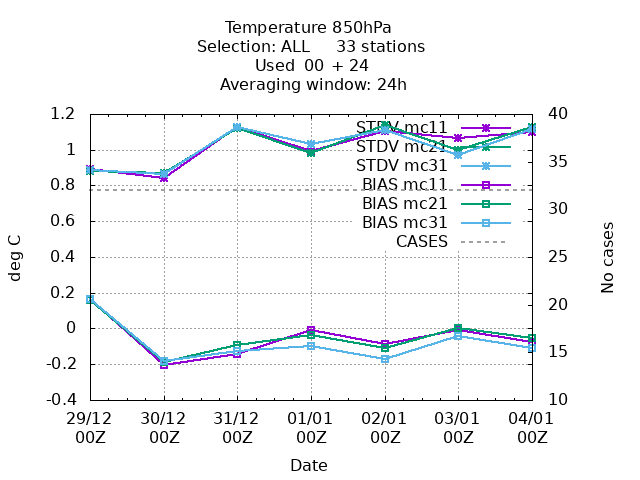 Temperature 850hPa
Selection: ALL 33 stations
Used 00 + 24
Averaging window: 24h
1.2
1
0.8
0.6
0.4
0.2
0
-0.2
-0.4
deg C
STDV mc11
STDV mc21
STDV mc31
BIAS mc11
BIAS mc21
BIAS mc31
CASES
40
35
30
25
20
15
10
No cases
29/12 30/12 31/12 01/01 02/01 03/01 04/01
00Z 00Z 00Z 00Z 00Z 00Z 00Z
Date